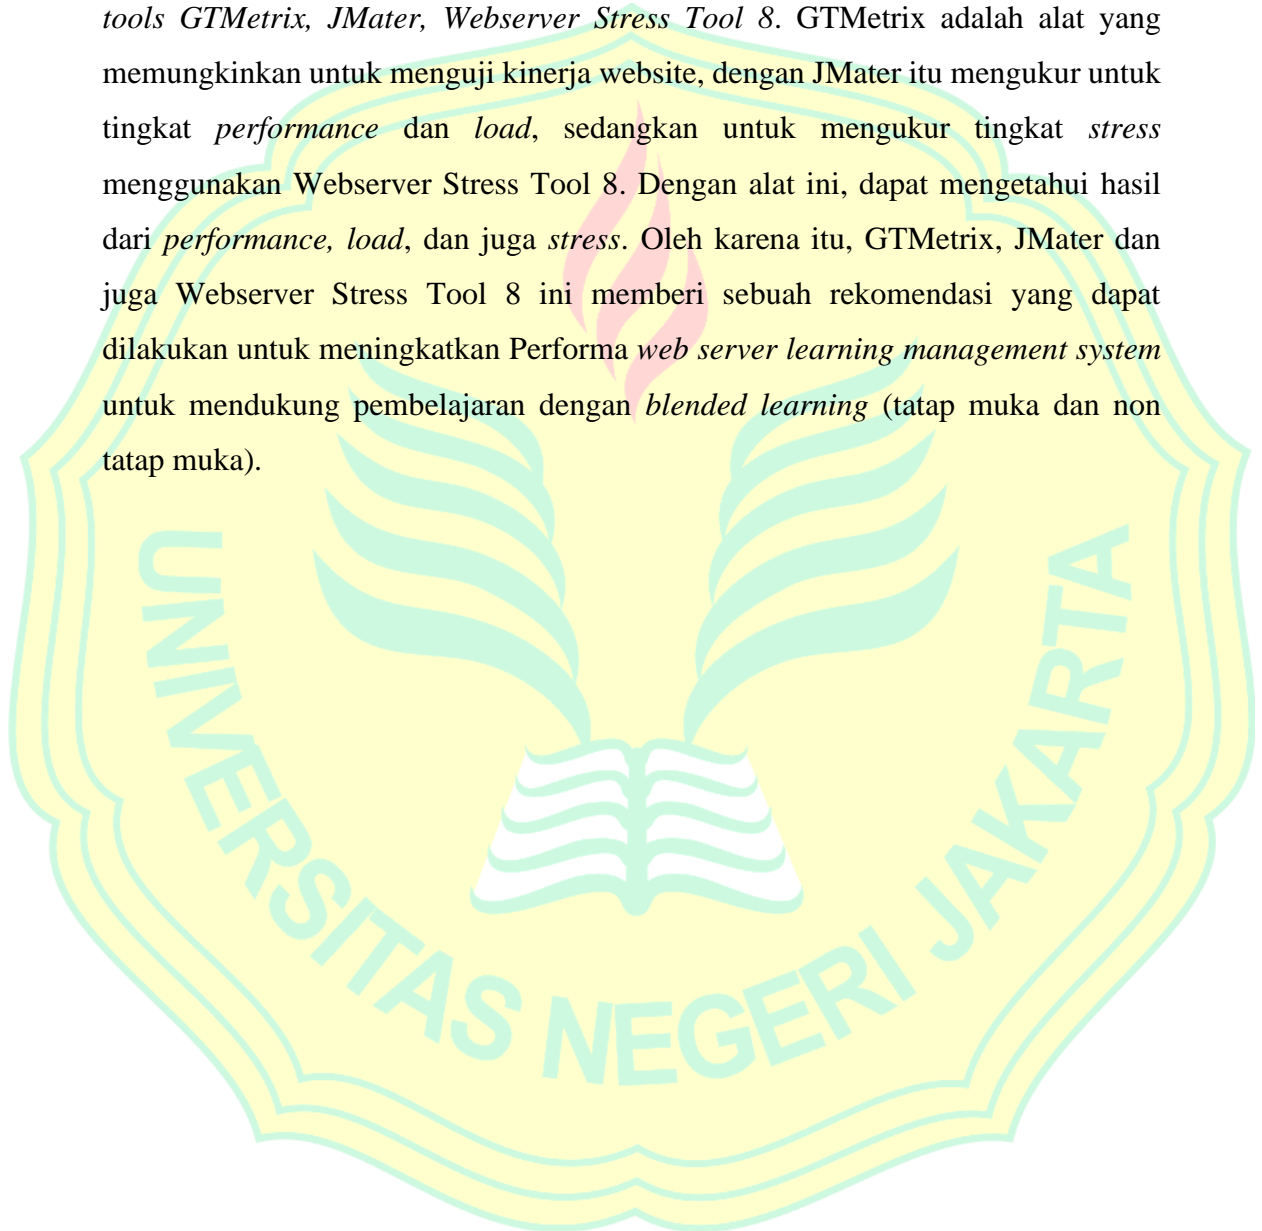 tools GTMetrix, JMater, Webserver Stress Tool 8. GTMetrix adalah alat yang
memungkinkan untuk menguji kinerja website, dengan JMater itu mengukur untuk
tingkat performance dan load, sedangkan untuk mengukur tingkat stress
menggunakan Webserver Stress Tool 8. Dengan alat ini, dapat mengetahui hasil
dari performance, load, dan juga stress. Oleh karena itu, GTMetrix, JMater dan
juga Webserver Stress Tool 8 ini memberi sebuah rekomendasi yang dapat
dilakukan untuk meningkatkan Performa web server learning management system
untuk mendukung pembelajaran dengan blended learning (tatap muka dan non
tatap muka).
UNIVERSITAS NEGERI JAKARTA